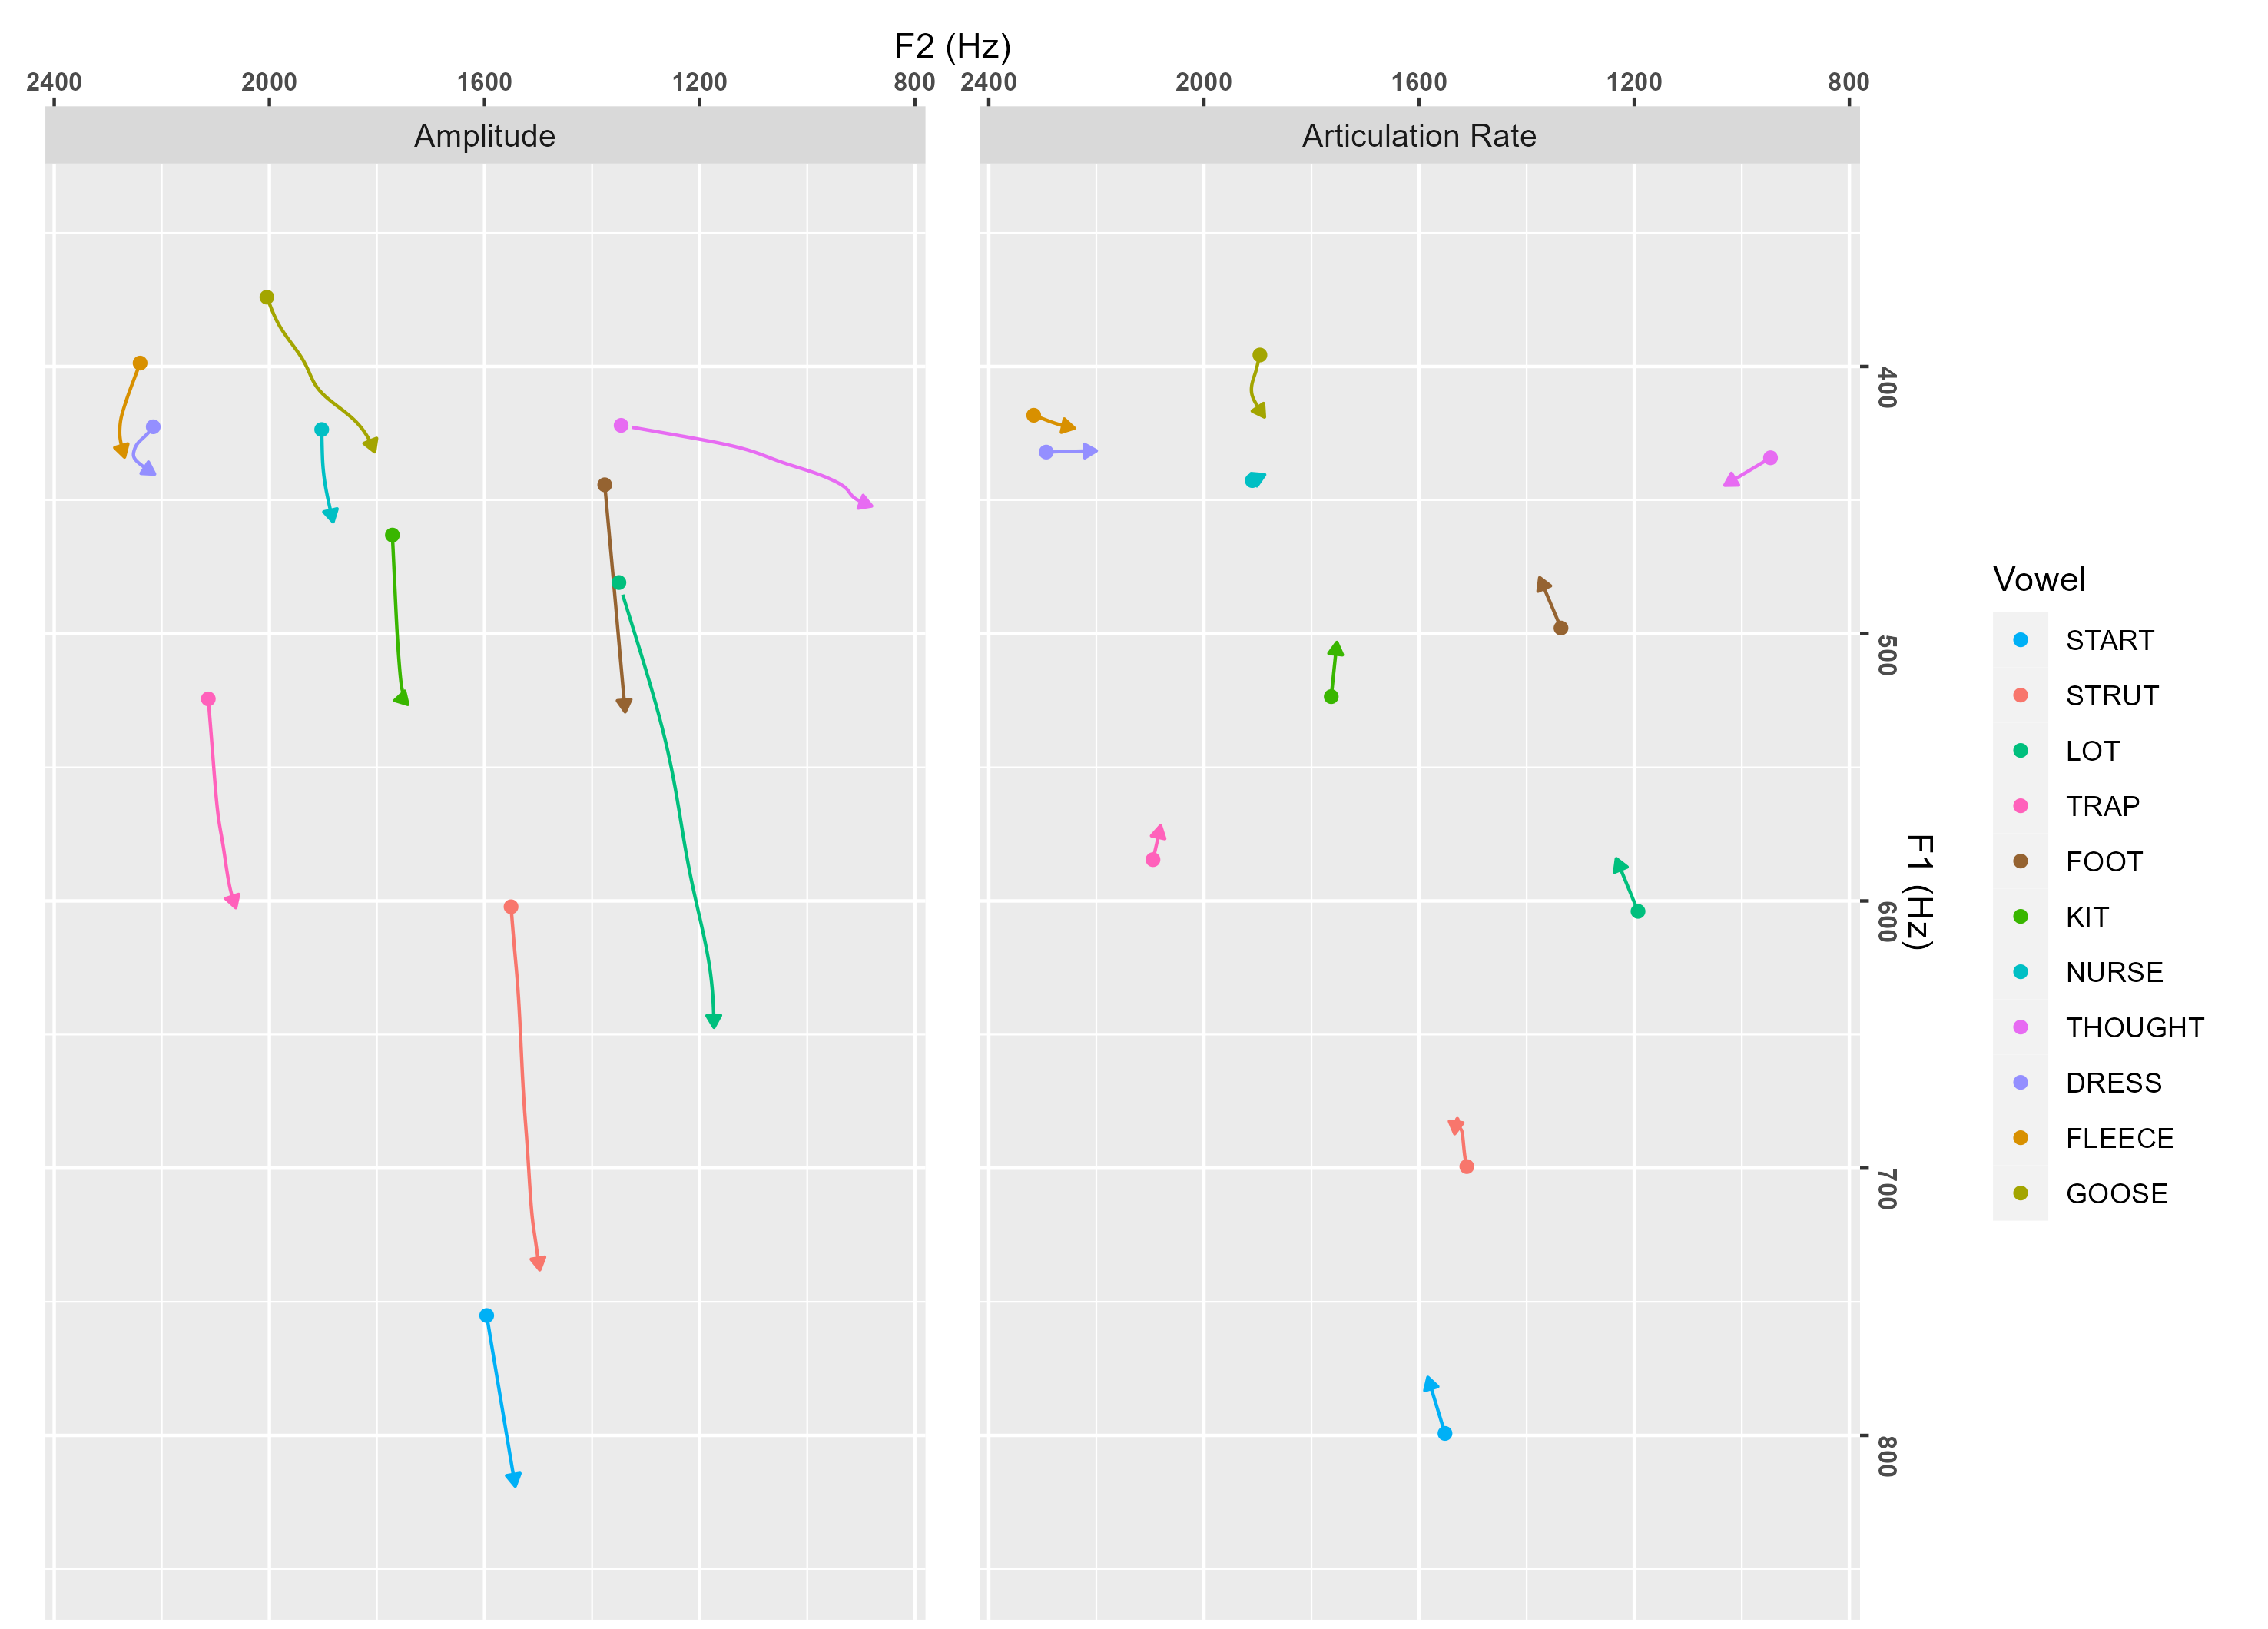 F2 (Hz)
2400 2000 1600 1200 800 2400 2000 1600 1200 800
Amplitude Articulation Rate
400
500
600
700
800
F1 (Hz)
Vowel
START
STRUT
LOT
TRAP
FOOT
KIT
NURSE
THOUGHT
DRESS
FLEECE
GOOSE